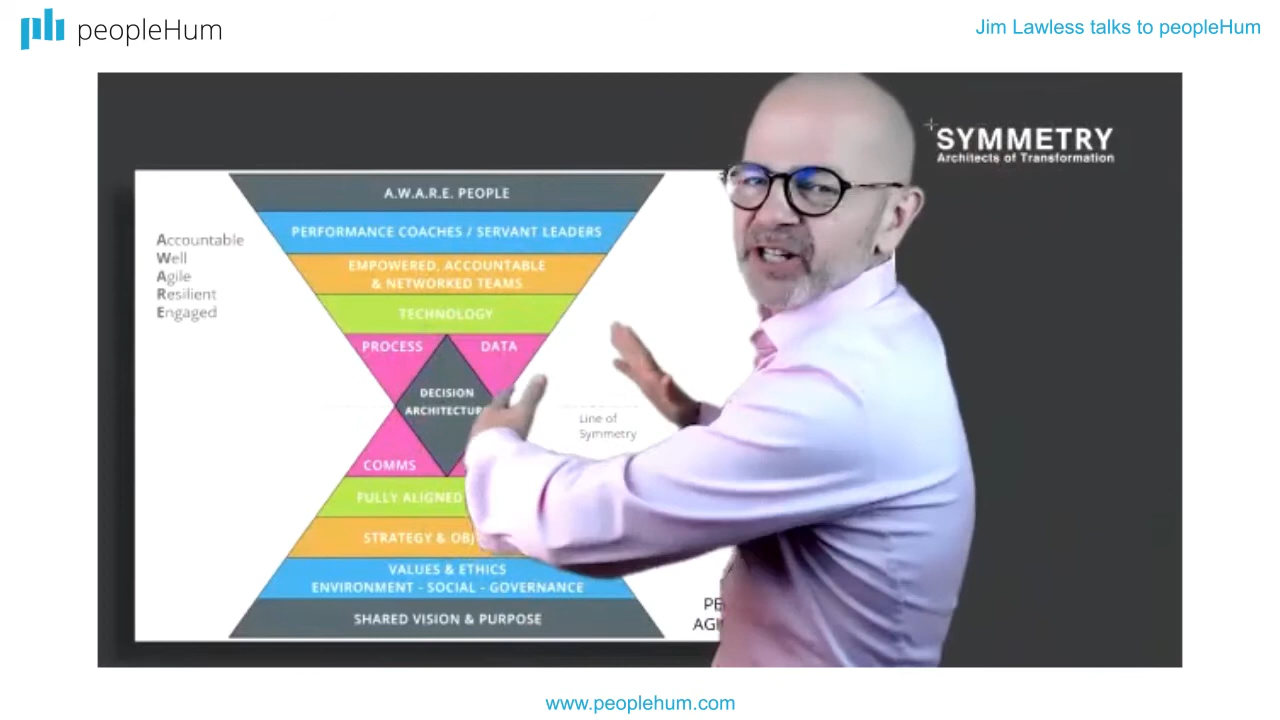 peopleHum
Jim Lawless talks to peopleHum
SYMMETRY
Architects of Transformation
A.W.A.R.E. PEOPLE
PERFORMANCE COACHES / SERVANT LEADERS
EMPOWERED, ACCOUNTABLE
& NETWORKED TEAMS
TECHNOLOGY
PROCESS
DATA
DECISION
COMMS
FULLY ALIGNED
STRATEGY &
VALUES & ETHICS
ENVIRONMENT - SOCIAL - GOVERNANCE
SHARED VISION & PURPOSE
Accountable
Well
Agile
Resilient
Engaged
Line of
Symmetry
www.peoplehum.com